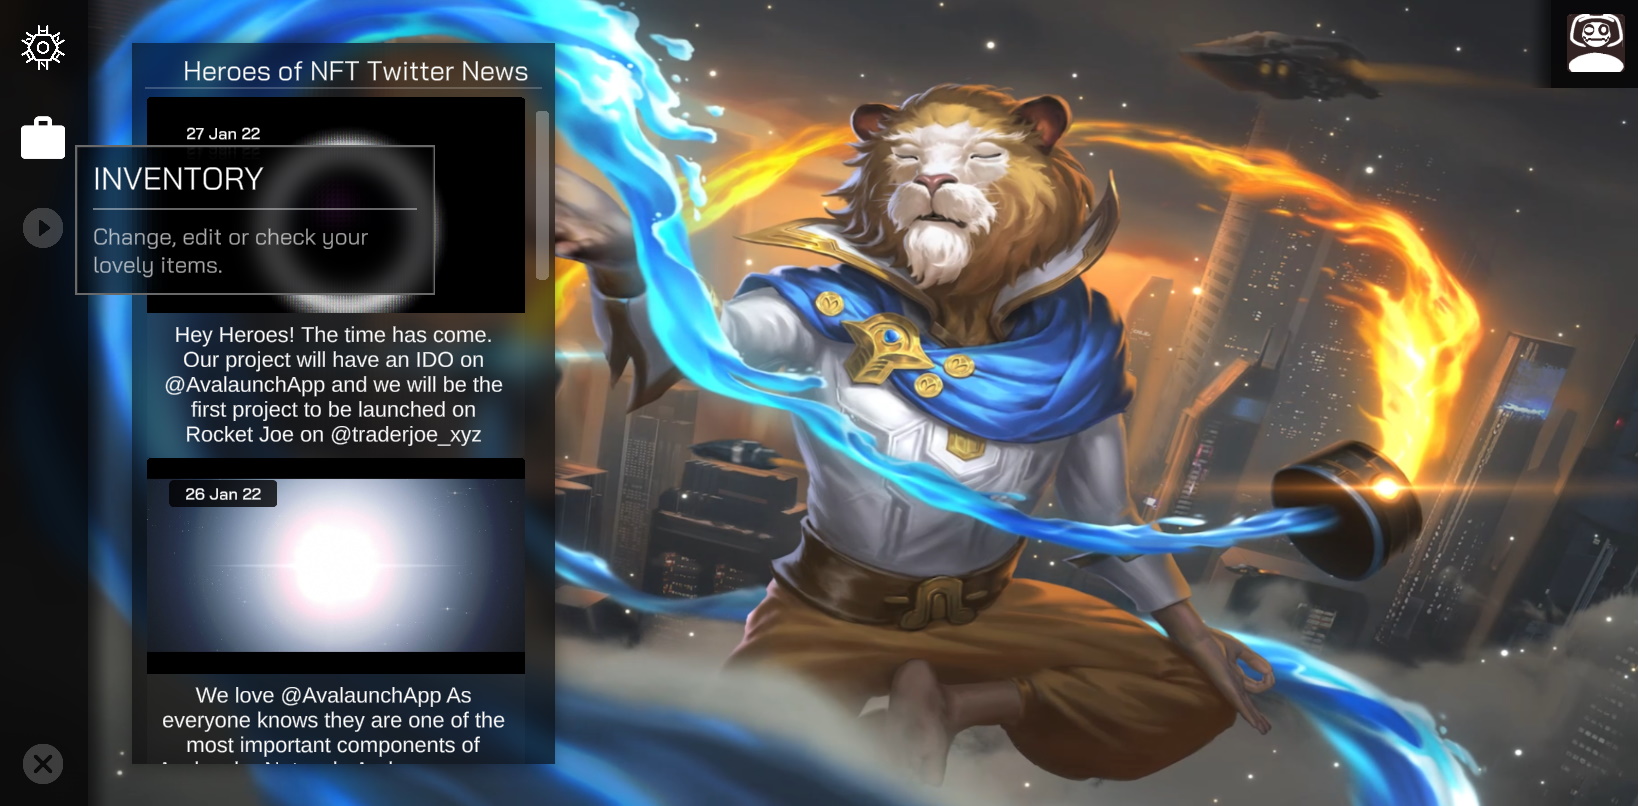 Heroes of NFT Twitter News
27 Jan 22
INVENTORY
Change, edit or check your
lovely items.
Hey Heroes! The time has come.
Our project will have an IDO on
@AvalaunchApp and we will be the
first project to be launched on
Rocket Joe on @traderjoe_xyz
26 Jan 22
We love @AvalaunchApp As
everyone knows they are one of the
most important components of